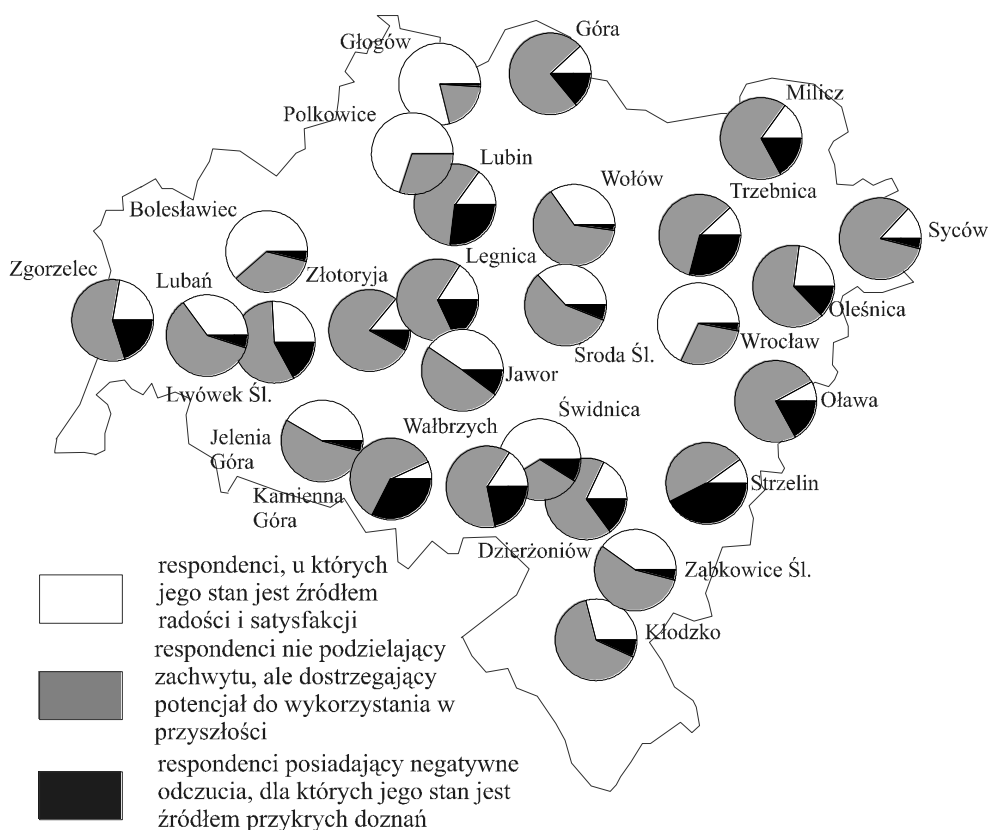 Głogów
Góra
Polkowice
Milicz
Lubin
Wołów
Trzebnica
Bolesławiec
Syców
Zgorzelec
Lubań
Złotoryja
Legnica
Oleśnica
Środa Śl.
Wrocław
Lwówek Śl.
Jawor
Oława
Świdnica
Wałbrzych
Jelenia
Góra
Kamienna
Góra
Strzelin
Dzierżoniów
Ząbkowice Śl.
Kłodzko
respondenci, u których
jego stan jest źródłem
radości i satysfakcji
respondenci nie podzielający
zachwytu, ale dostrzegający
potencjał do wykorzystania w
przyszłości
respondenci posiadający negatywne
odczucia, dla których jego stan jest
źródłem przykrych doznań